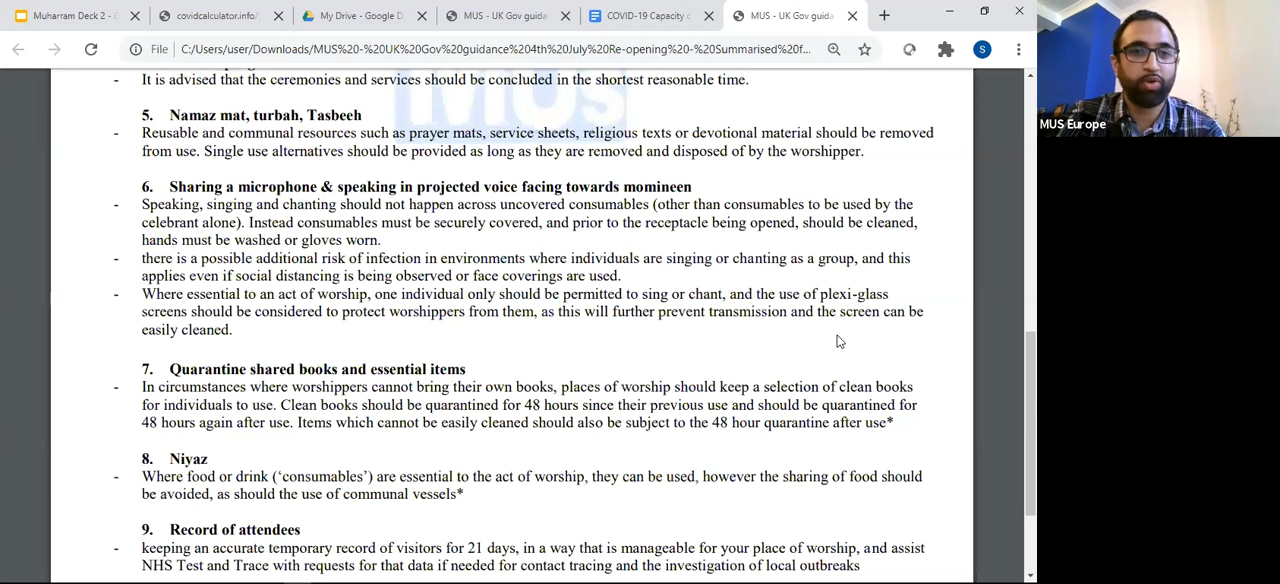 Muharram Deck 2 - G
covidcalculator.info/
My Drive - Google D
MUS - UK Gov guida
COVID-19 Capacity c
MUS - UK Gov guida
File
C:/Users/user/Downloads/MUS%20-%20UK%20Gov%20guidance%204th%20July%20Re-opening%20-%20Summarised%20f...
S
MUS Europe
MUS
- It is advised that the ceremonies and services should be concluded in the shortest reasonable time.
5. Namaz mat, turbah, Tasbeeh
- Reusable and communal resources such as prayer mats, service sheets, religious texts or devotional material should be removed
from use. Single use alternatives should be provided as long as they are removed and disposed of by the worshipper.
6. Sharing a microphone & speaking in projected voice facing towards momineen
- Speaking, singing and chanting should not happen across uncovered consumables (other than consumables to be used by the
celebrant alone). Instead consumables must be securely covered, and prior to the receptacle being opened, should be cleaned,
hands must be washed or gloves worn.
- there is a possible additional risk of infection in environments where individuals are singing or chanting as a group, and this
applies even if social distancing is being observed or face coverings are used.
- Where essential to an act of worship, one individual only should be permitted to sing or chant, and the use of plexi-glass
screens should be considered to protect worshippers from them, as this will further prevent transmission and the screen can be
easily cleaned.
7. Quarantine shared books and essential items
- In circumstances where worshippers cannot bring their own books, places of worship should keep a selection of clean books
for individuals to use. Clean books should be quarantined for 48 hours since their previous use and should be quarantined for
48 hours again after use. Items which cannot be easily cleaned should also be subject to the 48 hour quarantine after use*
8. Niyaz
- Where food or drink (‘consumables’) are essential to the act of worship, they can be used, however the sharing of food should
be avoided, as should the use of communal vessels*
9. Record of attendees
- keeping an accurate temporary record of visitors for 21 days, in a way that is manageable for your place of worship, and assist
NHS Test and Trace with requests for that data if needed for contact tracing and the investigation of local outbreaks